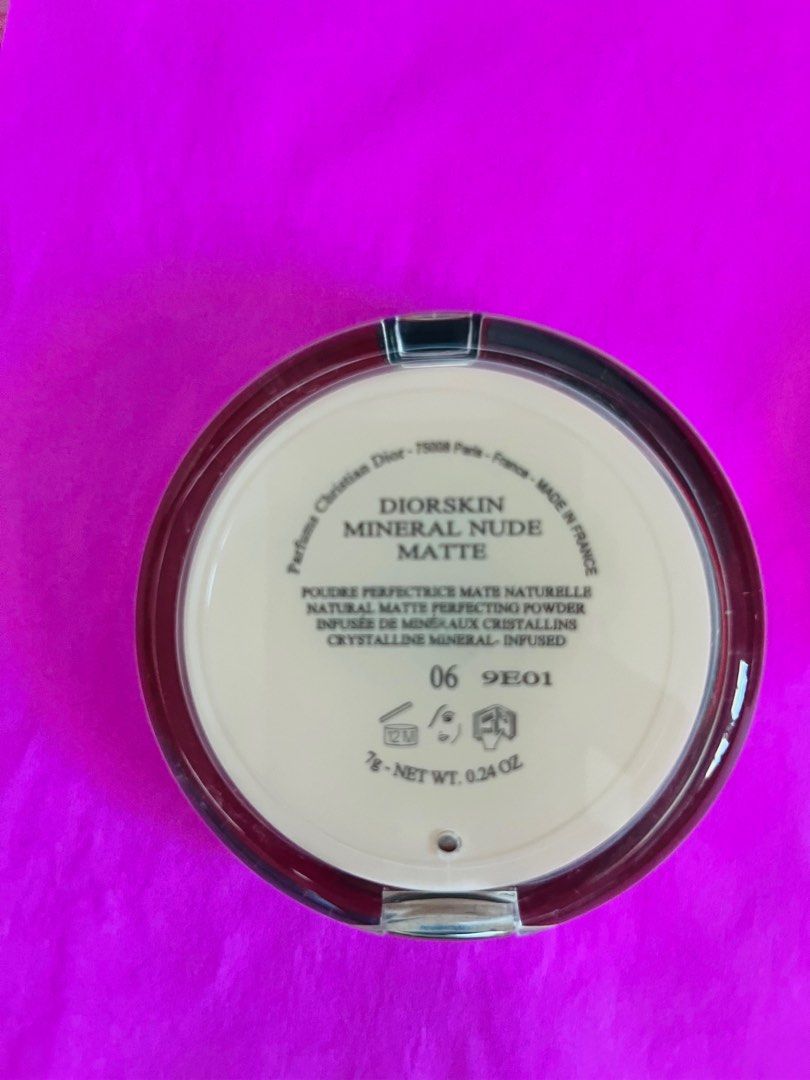 Parfums Christian Dior - 75008 Paris - France - MADE IN FRANCE
DIORSKIN
MINERAL NUDE
MATTE
POUDRE PERFECTRICE MATE NATURELLE
NATURAL MATTE PERFECTING POWDER
INFUSÉE DE MINÉRAUX CRISTALLINS
CRYSTALLINE MINERAL- INFUSED
06 9E01
12 M
7g - NET WT. 0.24 OZ